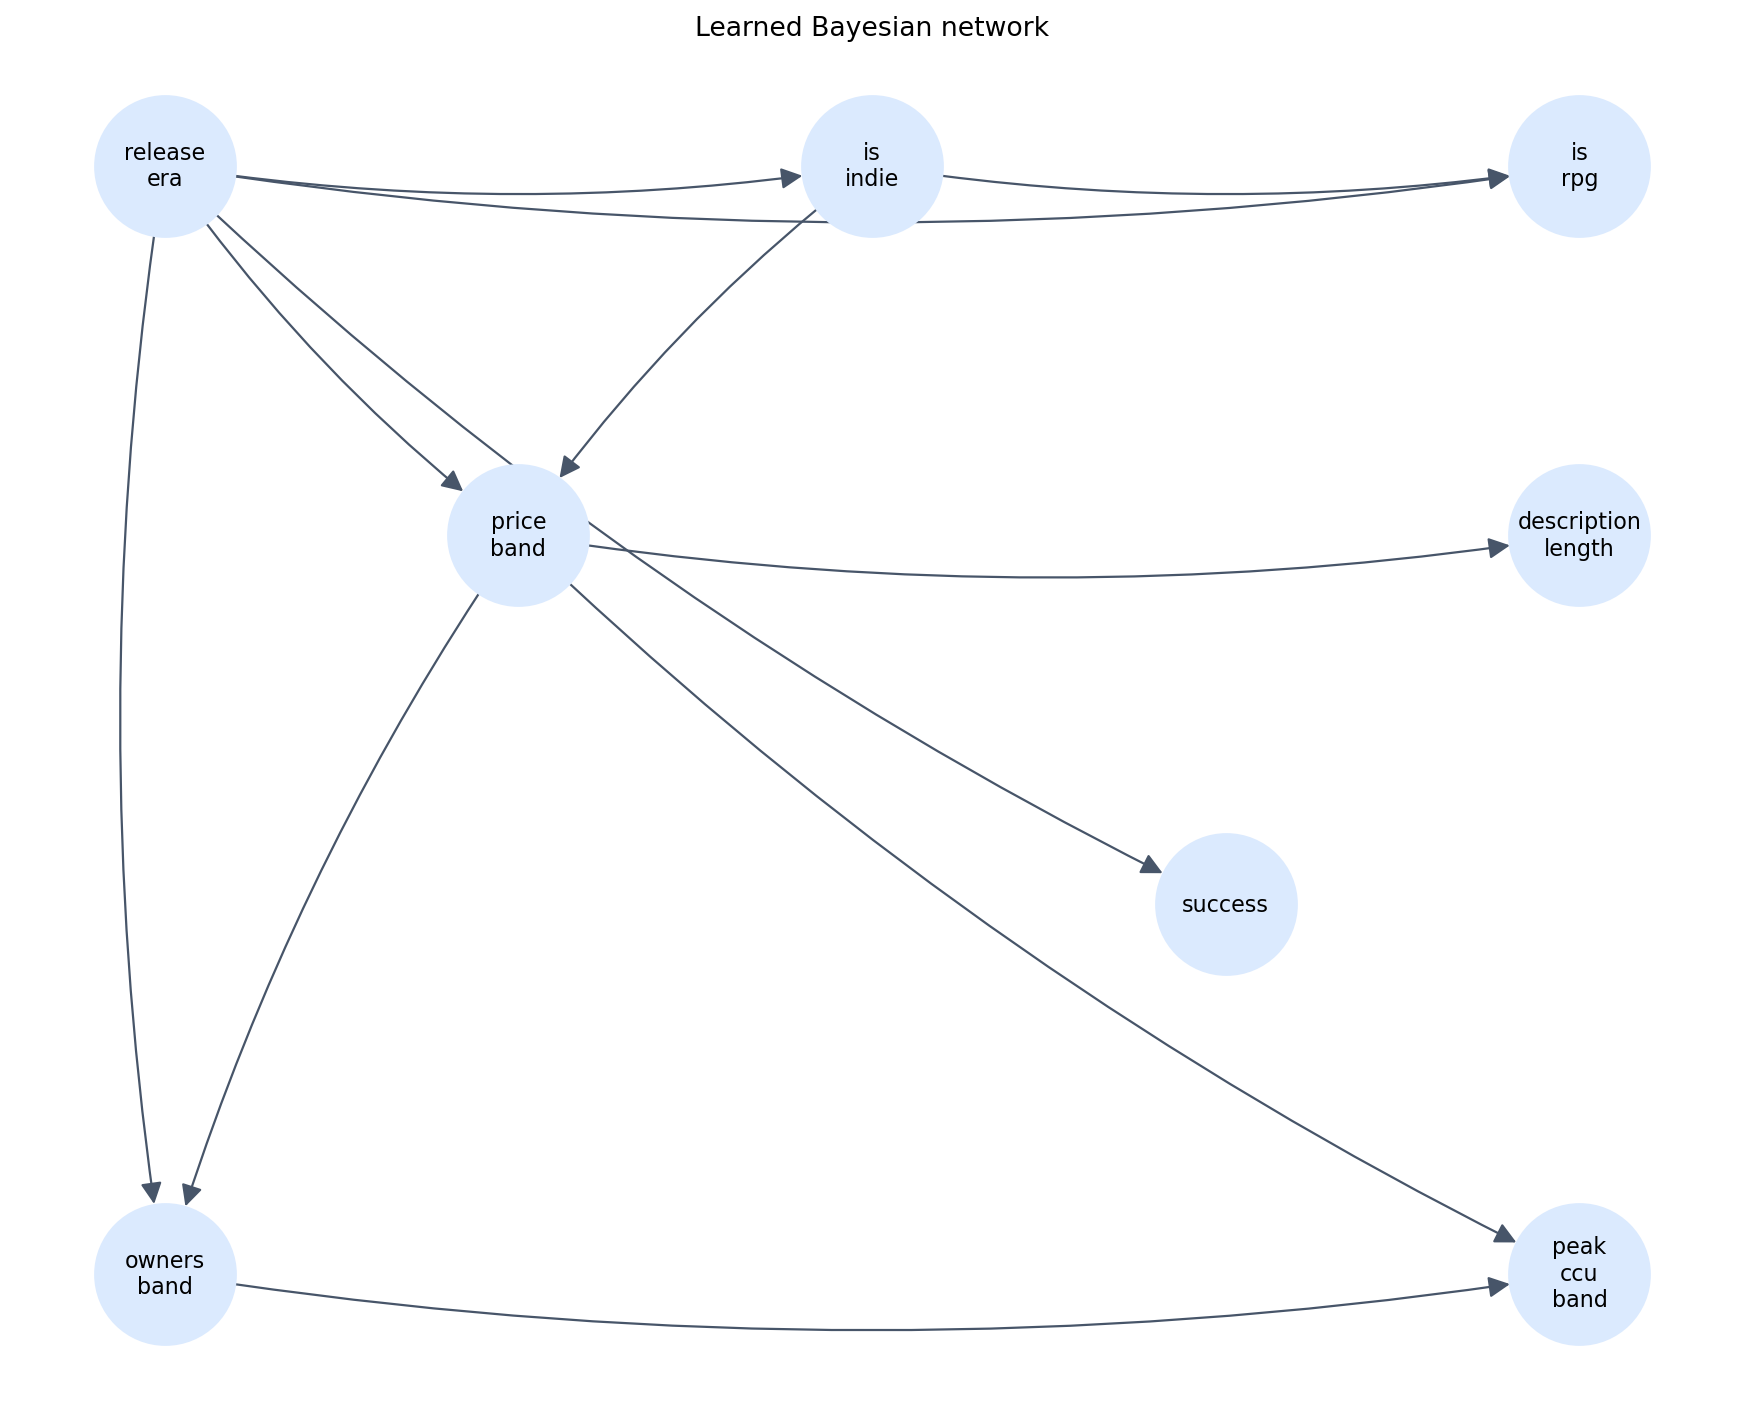 Learned Bayesian network
release
era
is
indie
is
rpg
price
band
description
length
success
owners
band
peak
ccu
band